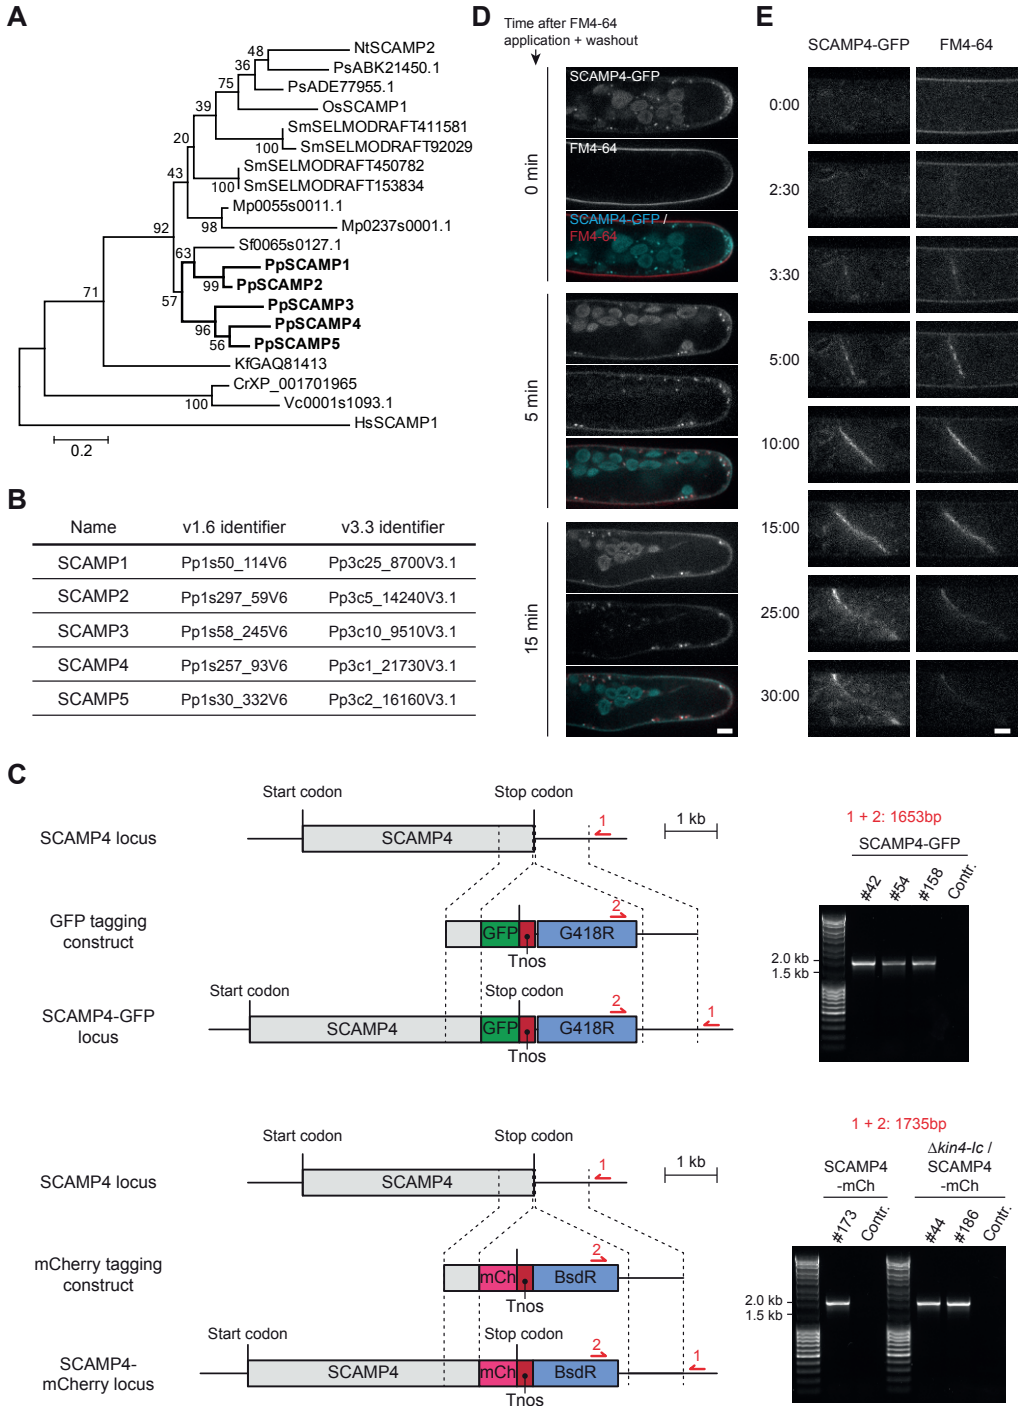 A
48
NtSCAMP2
36
PsABK21450.1
75
PsADE77955.1
OsSCAMP1
39
SmSELMODRAFT411581
100
SmSELMODRAFT92029
20
SmSELMODRAFT450782
100
SmSELMODRAFT153834
43
Mp0055s0011.1
98
Mp0237s0001.1
92
63
Sf0065s0127.1
PpSCAMP1
99
PpSCAMP2
71
57
PpSCAMP3
96
PpSCAMP4
56
PpSCAMP5
KfGAQ81413
CrXP_001701965
100
Vc0001s1093.1
HsSCAMP1
0.2
B
Name v1.6 identifier v3.3 identifier
SCAMP1 Pp1s50_114V6 Pp3c25_8700V3.1
SCAMP2 Pp1s297_59V6 Pp3c5_14240V3.1
SCAMP3 Pp1s58_245V6 Pp3c10_9510V3.1
SCAMP4 Pp1s257_93V6 Pp3c1_21730V3.1
SCAMP5 Pp1s30_332V6 Pp3c2_16160V3.1
D
Time after FM4-64
application + washout
SCAMP4-GFP
FM4-64
SCAMP4-GFP /
FM4-64
0 min
5 min
15 min
E
SCAMP4-GFP FM4-64
0:00
2:30
3:30
5:00
10:00
15:00
25:00
30:00
C
Start codon Stop codon
SCAMP4 locus SCAMP4 1 1 kb
GFP tagging
construct
GFP G418R 2
Tnos
Start codon Stop codon
SCAMP4-GFP
locus
SCAMP4 GFP G418R 2 1
Tnos
1 + 2: 1653bp
SCAMP4-GFP
#42 #54 #158 Contr.
2.0 kb
1.5 kb
Start codon Stop codon
SCAMP4 locus SCAMP4 1 1 kb
mCherry tagging
construct
mCh BsdR 2
Tnos
Start codon Stop codon
SCAMP4-
mCherry locus
SCAMP4 mCh BsdR 2 1
Tnos
1 + 2: 1735bp
SCAMP4
-mCh
Δkin4-Ic /
SCAMP4
-mCh
#173 Contr. #44 #186 Contr.
2.0 kb
1.5 kb